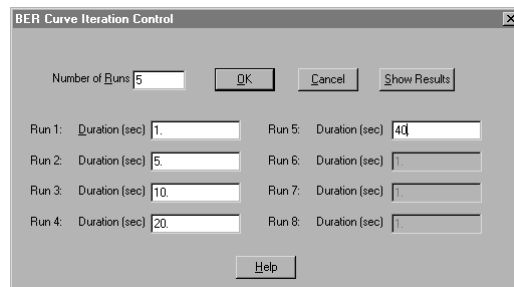 BER Curve Iteration Control
Number of Runs 5 OK Cancel Show Results
Run 1: Duration (sec) 1. Run 5: Duration (sec) 40
Run 2: Duration (sec) 5. Run 6: Duration (sec) 1.
Run 3: Duration (sec) 10. Run 7: Duration (sec) 1.
Run 4: Duration (sec) 20. Run 8: Duration (sec) 1.
Help